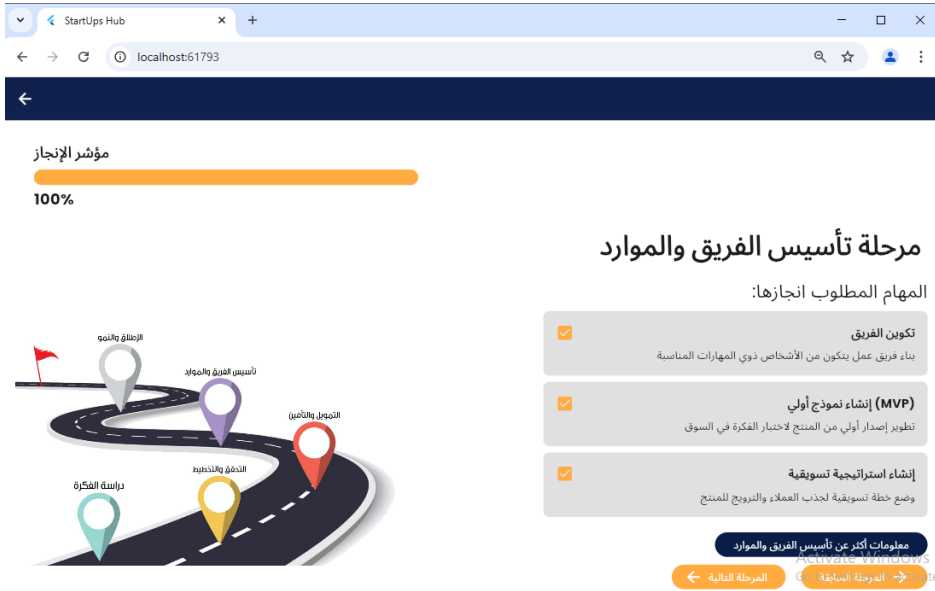 StartUps Hub
localhost:61793
مؤشر الإنجاز
100%
مرحلة تأسيس الفريق والموارد
المهام المطلوب انجازها:
تكوين الفريق
بناء فريق عمل يتكون من الأشخاص ذوي المهارات المناسبة
(MVP) إنشاء نموذج أولي
تطوير إصدار أولي من المنتج لاختبار الفكرة في السوق
إنشاء استراتيجية تسويقية
وضع خطة تسويقية لجذب العملاء والترويج للمنتج
الإطلاق والنمو
تأسيس الفريق والموارد
التمويل والتأمين
التحقق والتخطيط
دراسة الفكرة
معلومات أكثر عن تأسيس الفريق والموارد
Activate Windows
المرحلة السابقة
المرحلة التالية